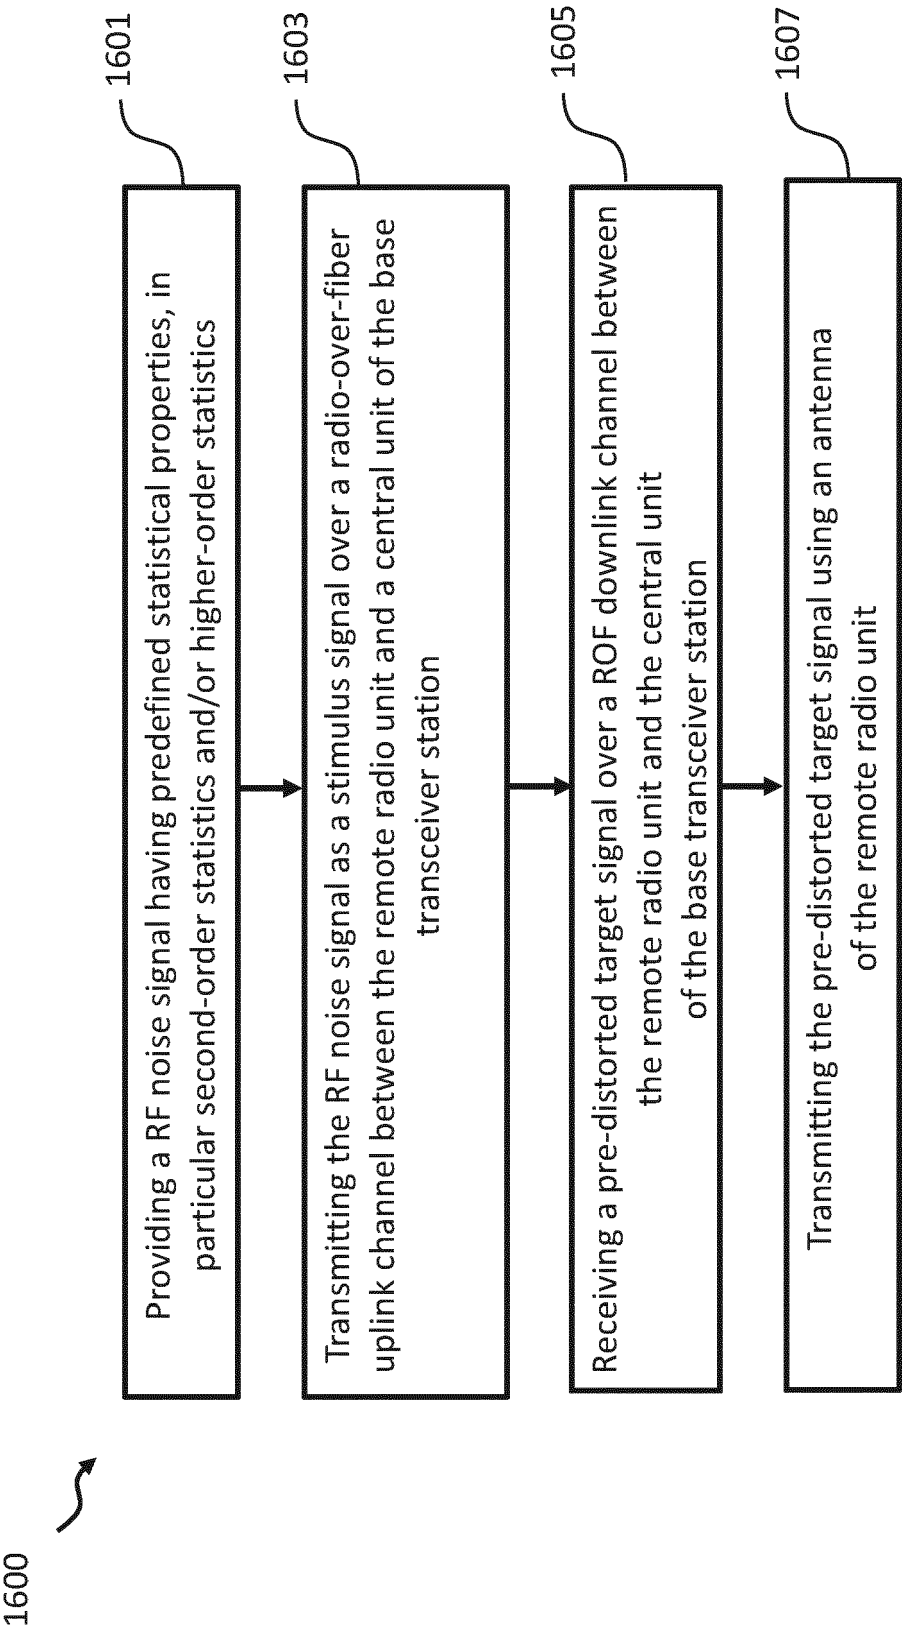 1600
1601
Providing a RF noise signal having predefined statistical properties, in
particular second-order statistics and/or higher-order statistics
1603
Transmitting the RF noise signal as a stimulus signal over a radio-over-fiber
uplink channel between the remote radio unit and a central unit of the base
transceiver station
1605
Receiving a pre-distorted target signal over a ROF downlink channel between
the remote radio unit and the central unit
of the base transceiver station
1607
Transmitting the pre-distorted target signal using an antenna
of the remote radio unit